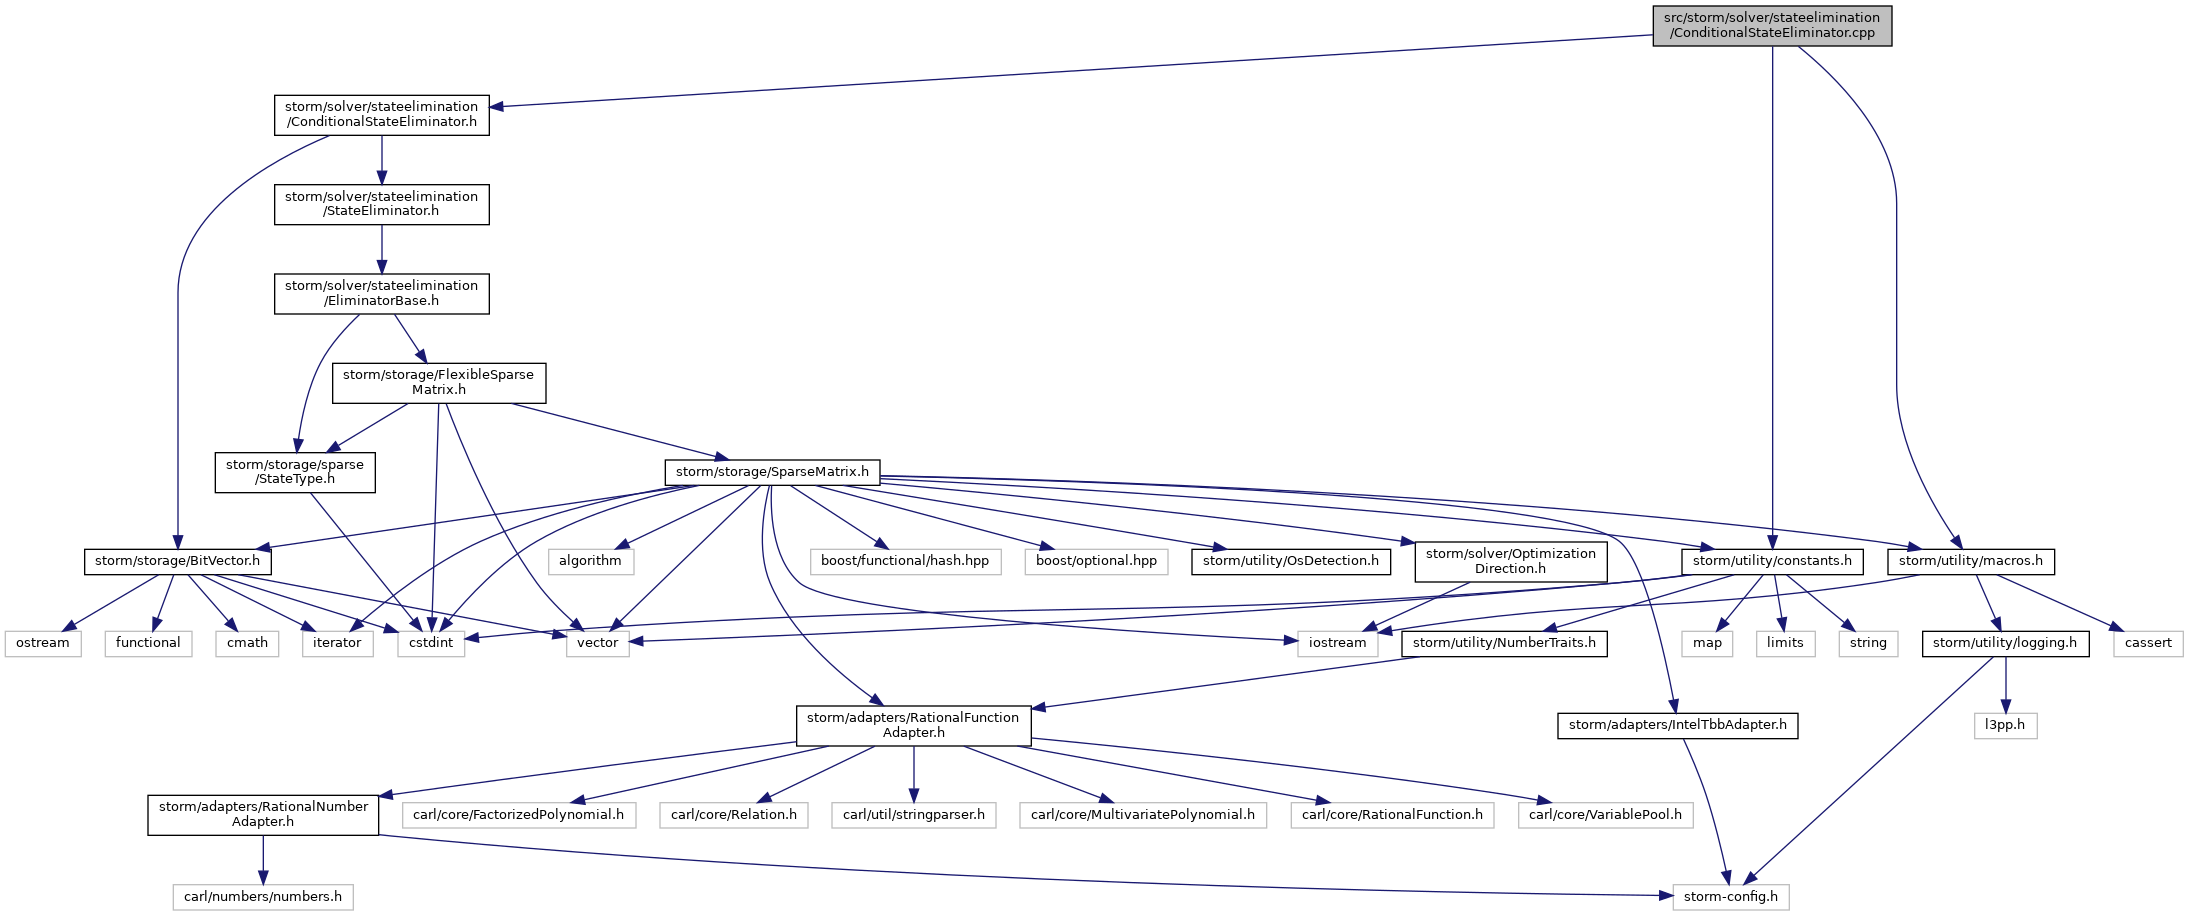 src/storm/solver/stateelimination
/ConditionalStateEliminator.cpp
storm/solver/stateelimination
/ConditionalStateEliminator.h
storm/solver/stateelimination
/StateEliminator.h
storm/solver/stateelimination
/EliminatorBase.h
storm/storage/FlexibleSparse
Matrix.h
storm/storage/sparse
/StateType.h
storm/storage/SparseMatrix.h
storm/storage/BitVector.h
algorithm
boost/functional/hash.hpp
boost/optional.hpp
storm/utility/OsDetection.h
storm/solver/Optimization
Direction.h
storm/utility/constants.h
storm/utility/macros.h
ostream
functional
cmath
iterator
cstdint
vector
iostream
storm/utility/NumberTraits.h
map
limits
string
storm/utility/logging.h
cassert
storm/adapters/RationalFunction
Adapter.h
storm/adapters/IntelTbbAdapter.h
l3pp.h
storm/adapters/RationalNumber
Adapter.h
carl/core/FactorizedPolynomial.h
carl/core/Relation.h
carl/util/stringparser.h
carl/core/MultivariatePolynomial.h
carl/core/RationalFunction.h
carl/core/VariablePool.h
carl/numbers/numbers.h
storm-config.h